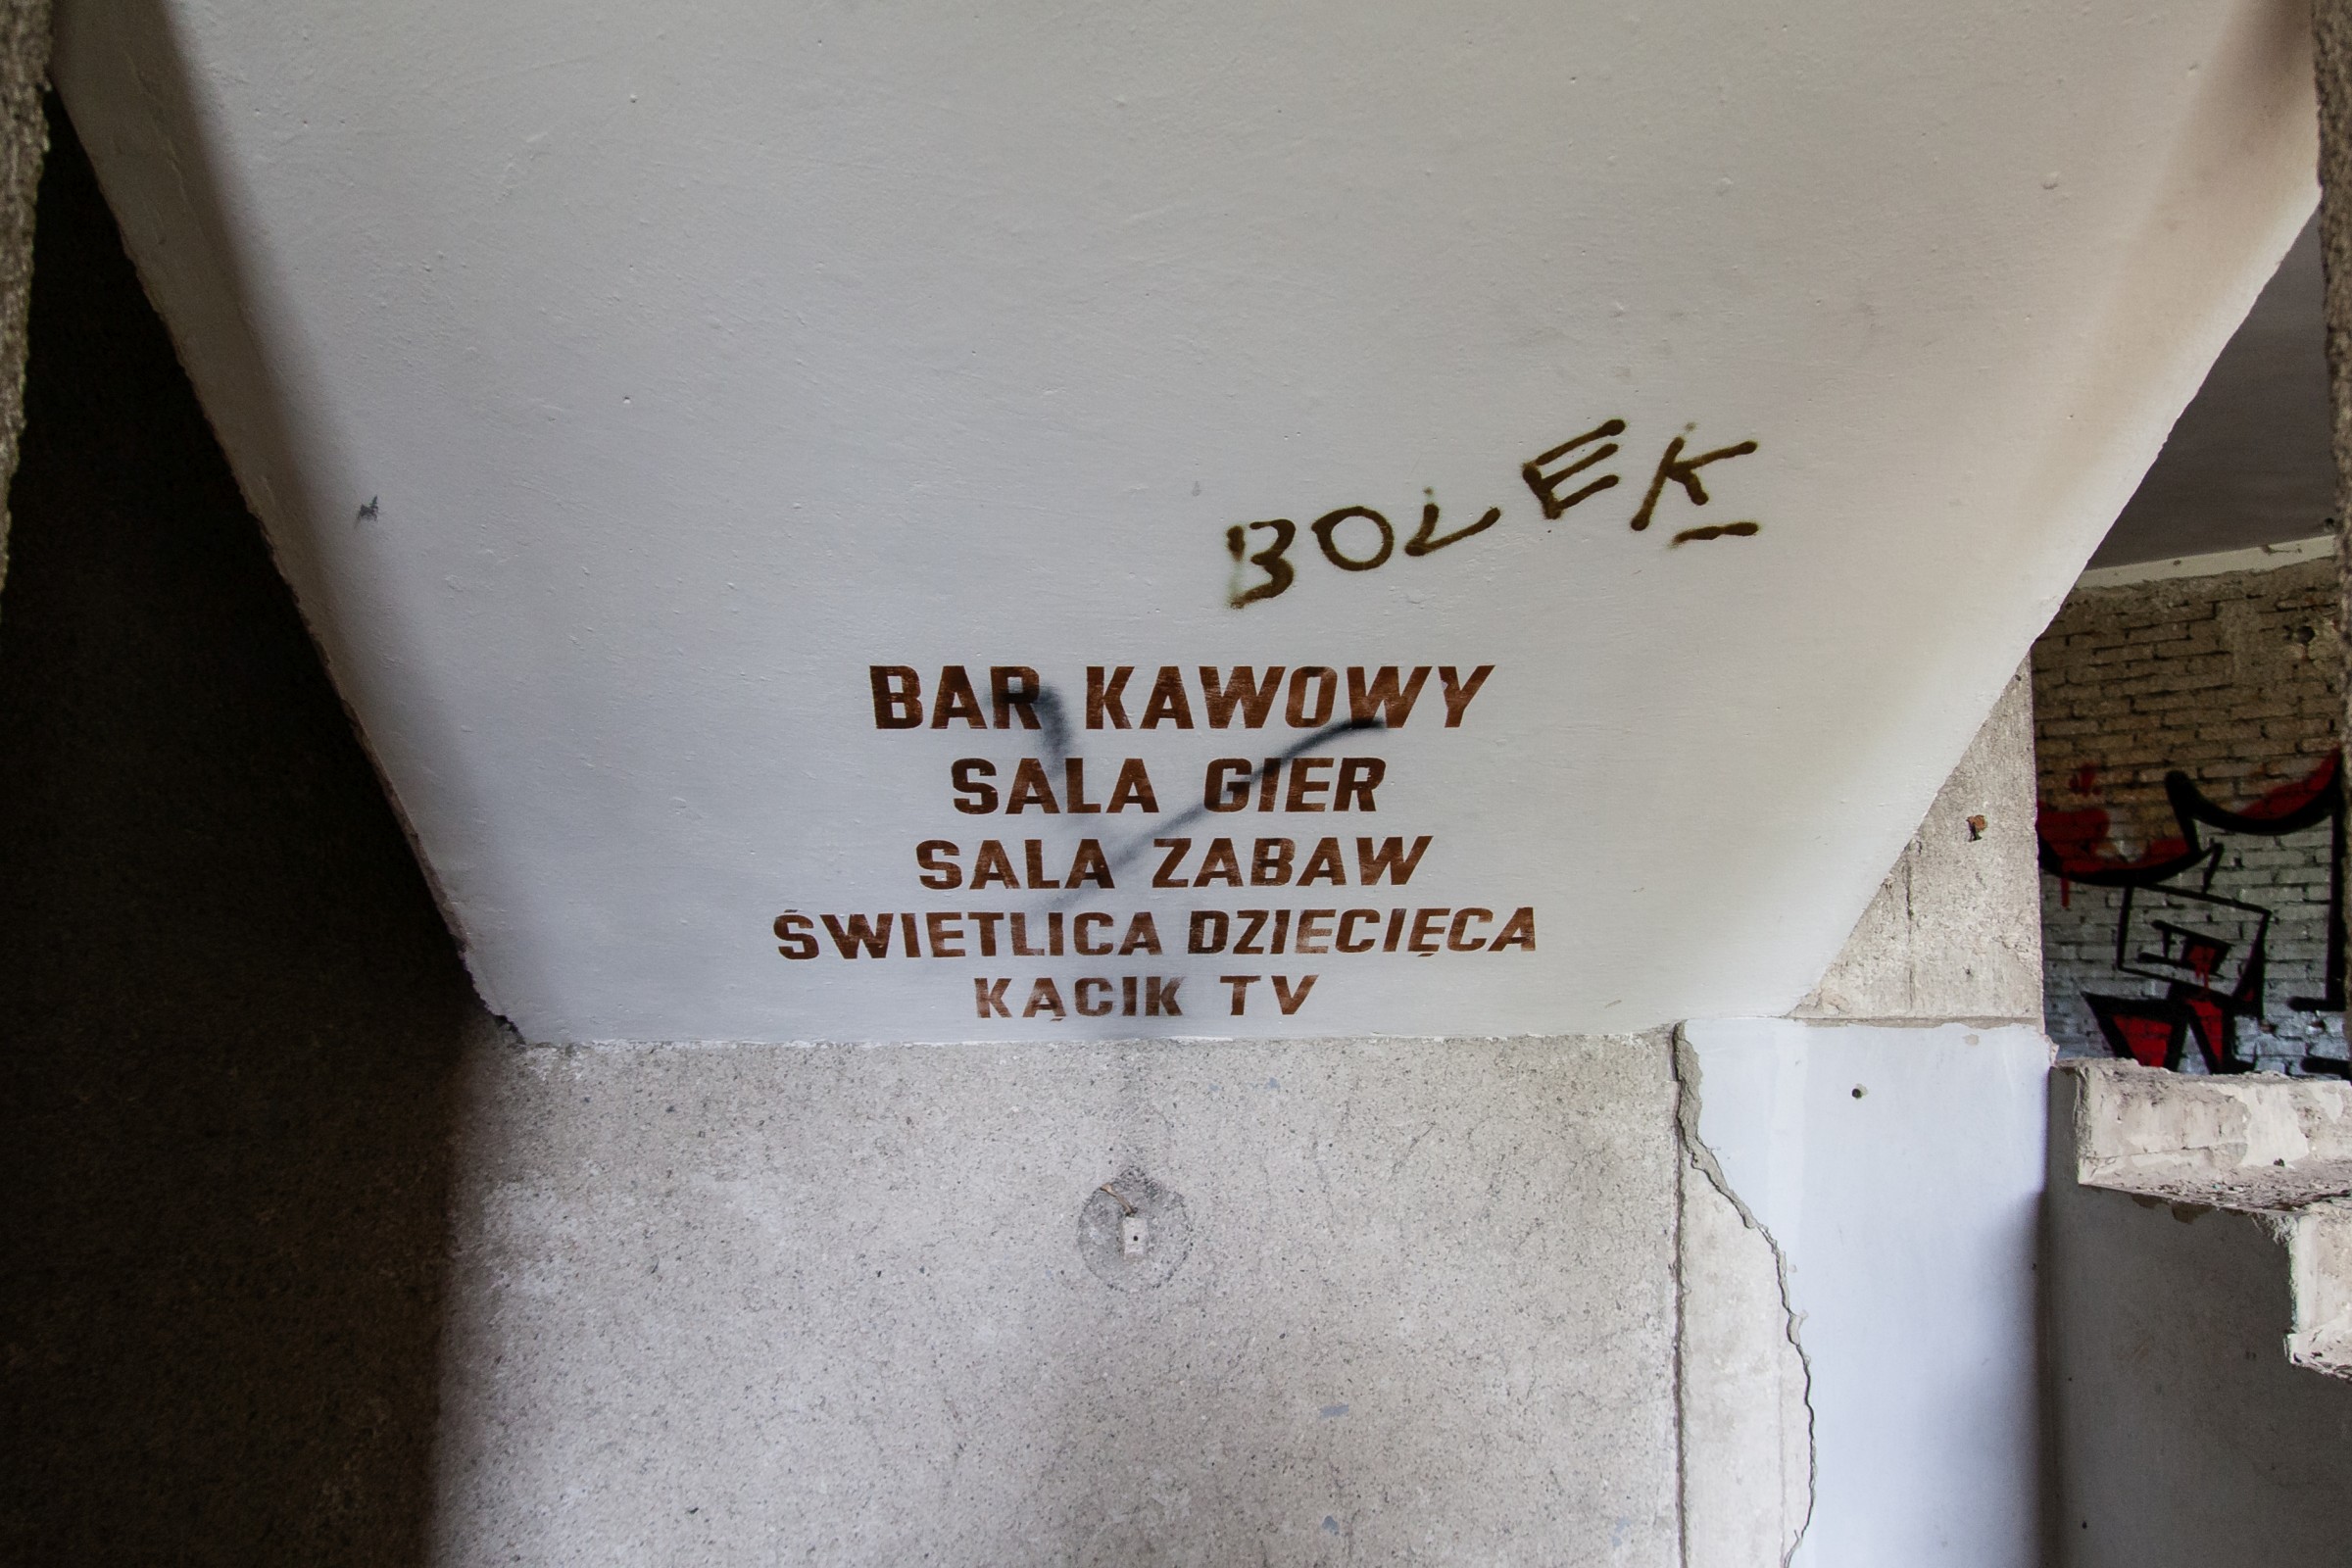 BOLEK
BAR KAWOWY
SALA GIER
SALA ZABAW
ŚWIETLICA DZIECIĘCA
KĄCIK TV